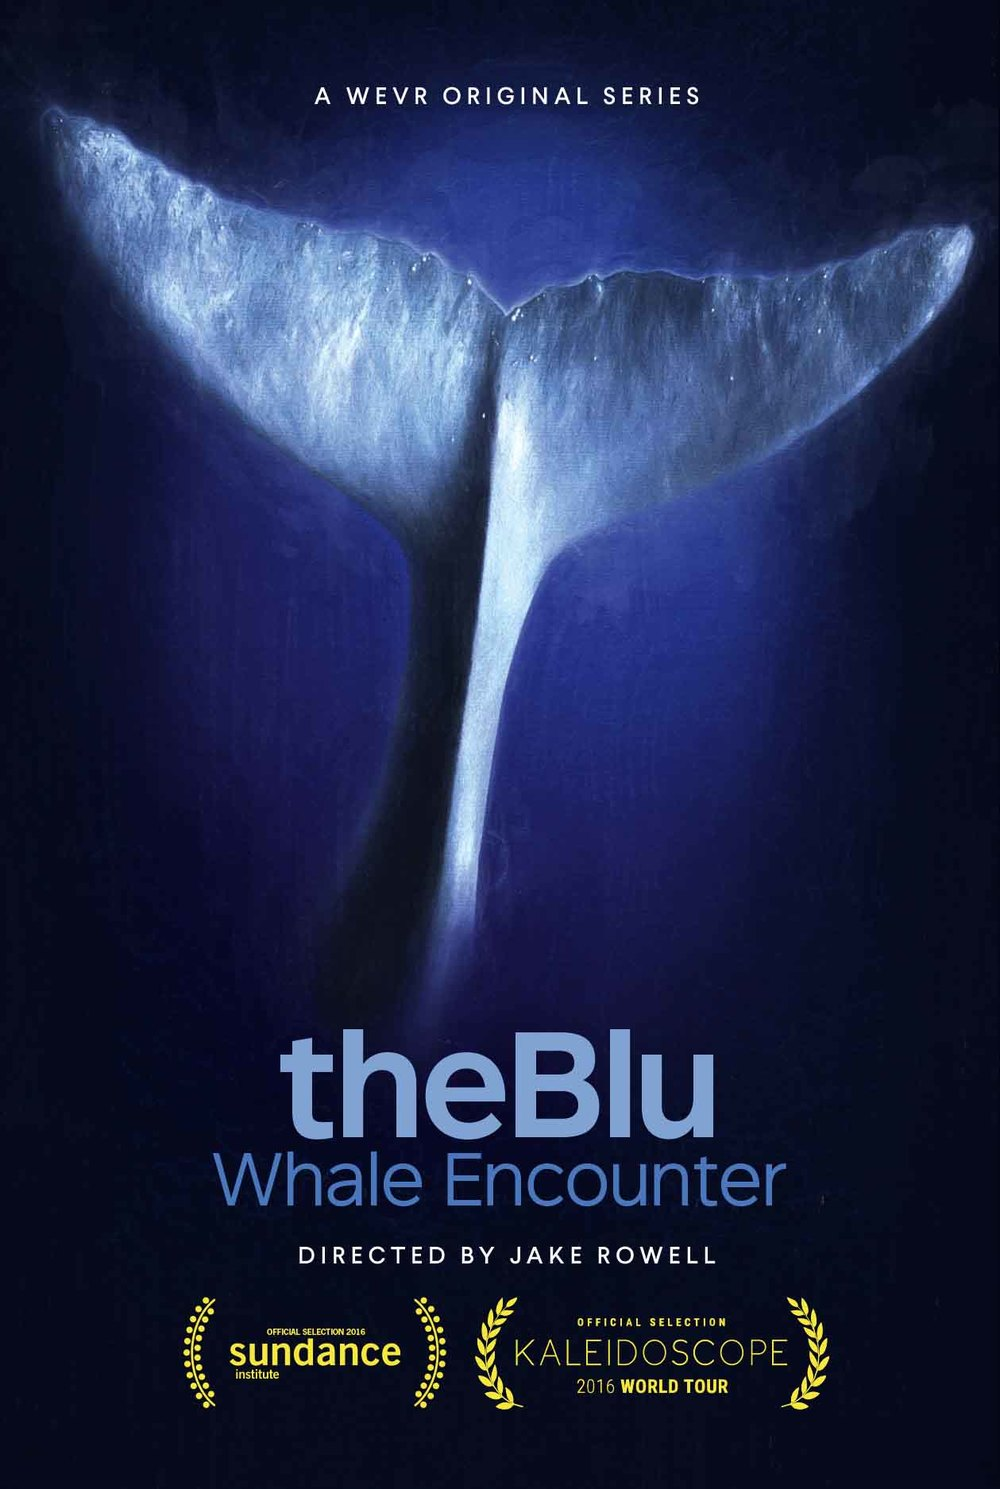 A WEVR ORIGINAL SERIES
theBlu
Whale Encounter
DIRECTED BY JAKE ROWELL
OFFICIAL SELECTION 2016
sundance
institute
OFFICIAL SELECTION
KALEIDOSCOPE
2016 WORLD TOUR